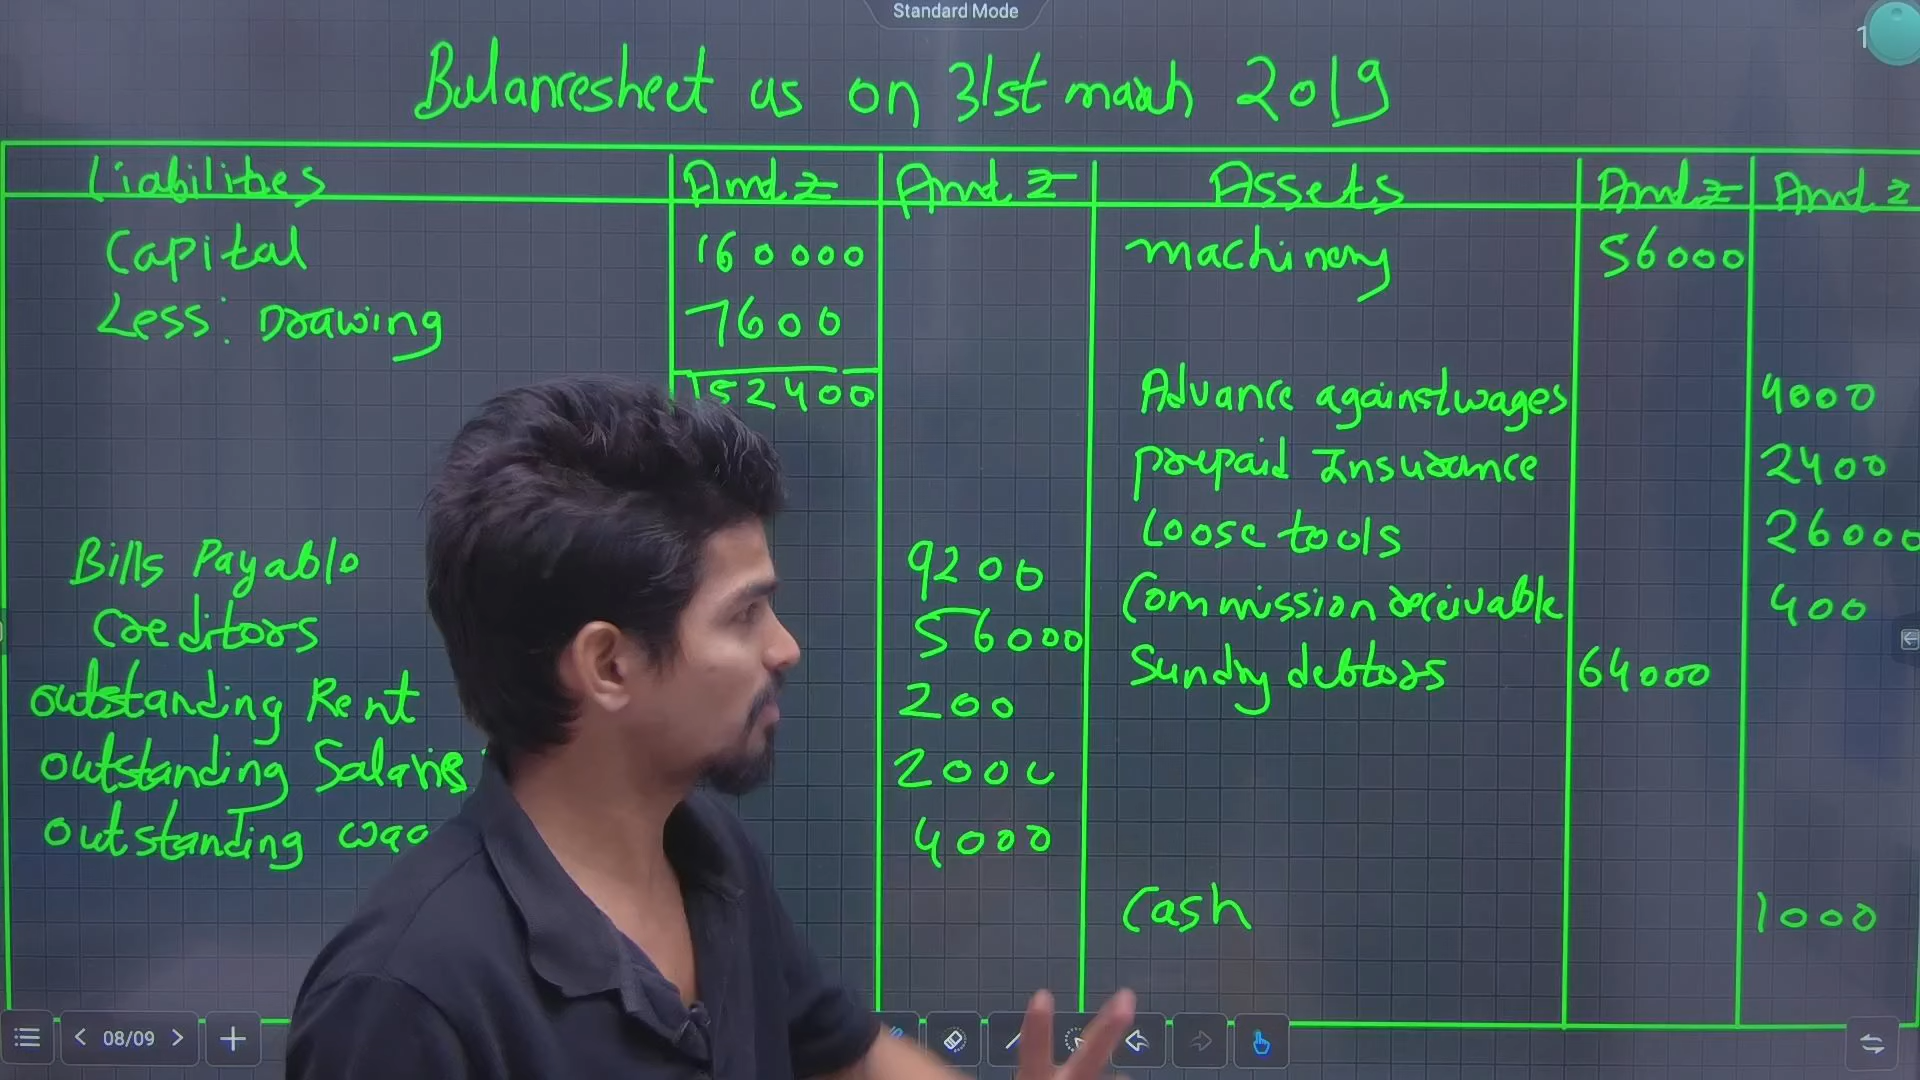 Standard Mode
1
Balancesheet as on 31st march 2019
Liabilities Amt.₹ Amt.₹ Assets Amt.₹ Amt.₹
Capital 160000 machinery 56000
Less: Drawing 7600
152400 Advance against wages 4000
prepaid Insurance 2400
Loose tools 26000
Bills Payable 9200
Creditors 56000 Commission receivable 400
outstanding Rent 200 Sundry debtors 64000
outstanding Salaries 2000
outstanding 4000
Cash 1000
08/09